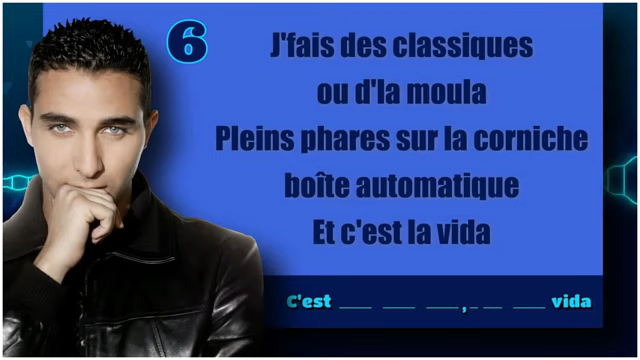 6
J'fais des classiques
ou d'la moula
Pleins phares sur la corniche
boîte automatique
Et c'est la vida
C'est ___ ___ ___,_ __ ___ vida